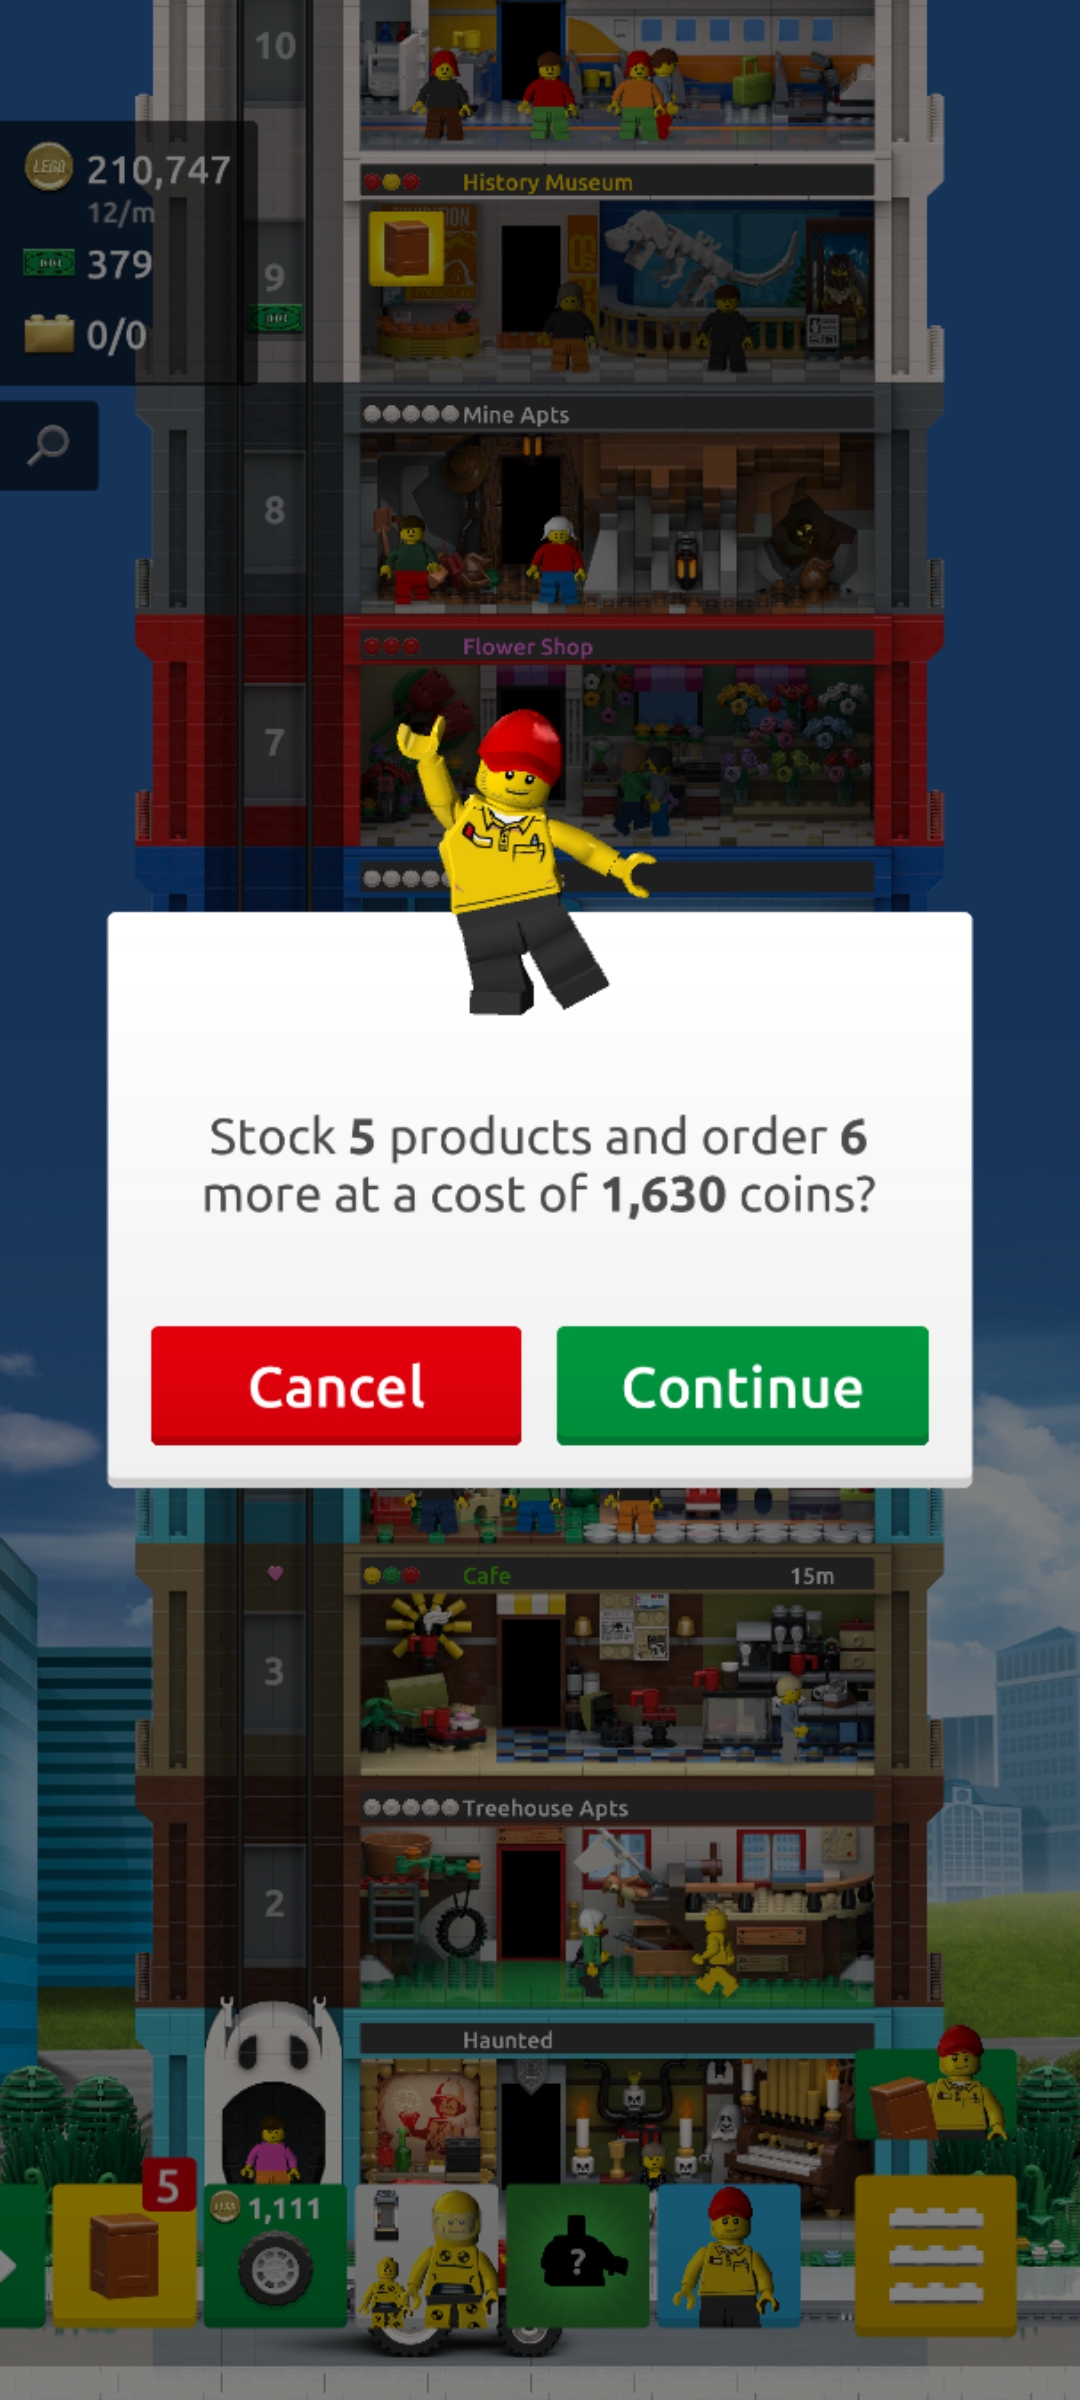 10
LEGO 210,747
12/m
History Museum
379
9
EXHIBITION
0/0
Mine Apts
8
Flower Shop
7
Stock 5 products and order 6
more at a cost of 1,630 coins?
Cancel
Continue
Cafe
15m
3
Treehouse Apts
2
Haunted
5
1,111
?